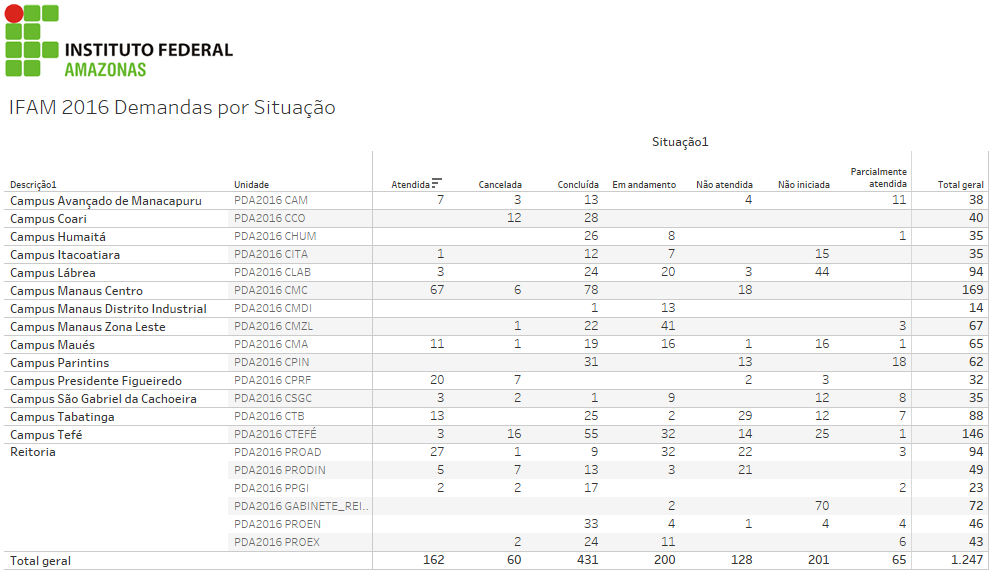 INSTITUTO FEDERAL
AMAZONAS
IFAM 2016 Demandas por Situação
Situação1
Descrição1 Unidade Atendida Cancelada Concluída Em andamento Não atendida Não iniciada Parcialmente atendida Total geral
Campus Avançado de Manacapuru PDA2016 CAM 7 3 13 4 11 38
Campus Coari PDA2016 CCO 12 28 40
Campus Humaitá PDA2016 CHUM 26 8 1 35
Campus Itacoatiara PDA2016 CITA 1 12 7 15 35
Campus Lábrea PDA2016 CLAB 3 24 20 3 44 94
Campus Manaus Centro PDA2016 CMC 67 6 78 18 169
Campus Manaus Distrito Industrial PDA2016 CMDI 1 13 14
Campus Manaus Zona Leste PDA2016 CMZL 1 22 41 3 67
Campus Maués PDA2016 CMA 11 1 19 16 1 16 1 65
Campus Parintins PDA2016 CPIN 31 13 18 62
Campus Presidente Figueiredo PDA2016 CPRF 20 7 2 3 32
Campus São Gabriel da Cachoeira PDA2016 CSGC 3 2 1 9 12 8 35
Campus Tabatinga PDA2016 CTB 13 25 2 29 12 7 88
Campus Tefé PDA2016 CTEFÉ 3 16 55 32 14 25 1 146
Reitoria PDA2016 PROAD 27 1 9 32 22 3 94
PDA2016 PRODIN 5 7 13 3 21 49
PDA2016 PPGI 2 2 17 2 23
PDA2016 GABINETE_REI.. 2 70 72
PDA2016 PROEN 33 4 1 4 4 46
PDA2016 PROEX 2 24 11 6 43
Total geral 162 60 431 200 128 201 65 1.247